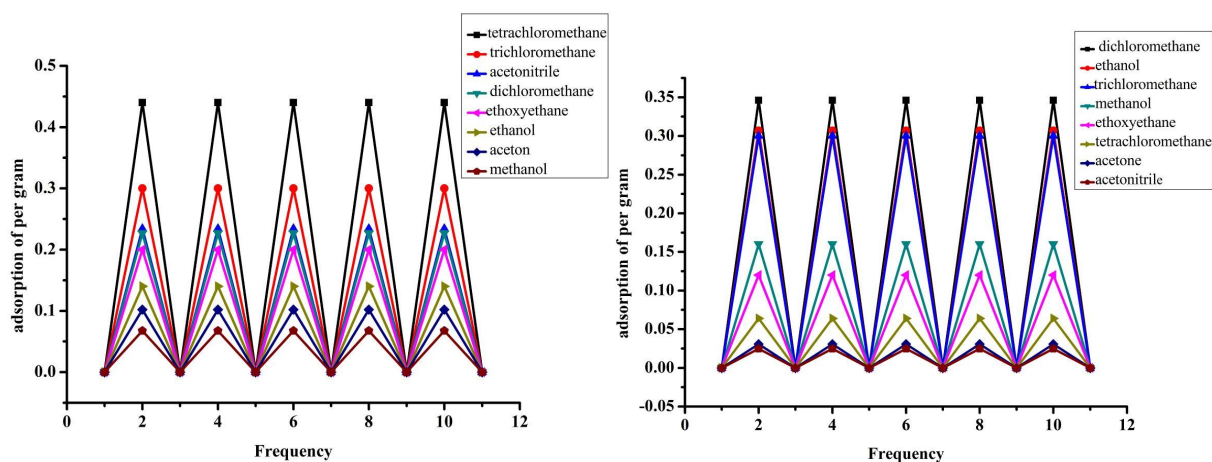 tetrachloromethane
trichloromethane
acetonitrile
dichloromethane
ethoxyethane
ethanol
aceton
methanol
0.5
0.4
0.3
0.2
0.1
0.0
adsorption of per gram
0 2 4 6 8 10 12
Frequency
dichloromethane
ethanol
trichloromethane
methanol
ethoxyethane
tetrachloromethane
acetone
acetonitrile
0.35
0.30
0.25
0.20
0.15
0.10
0.05
0.00
-0.05
adsorption of per gram
0 2 4 6 8 10 12
Frequency